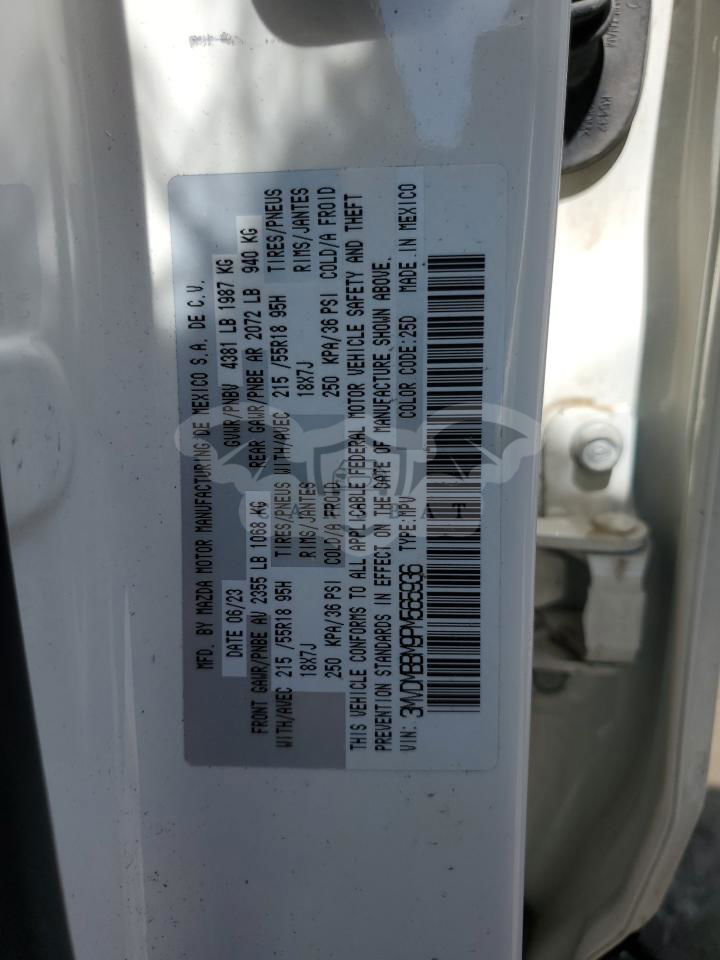 MFD. BY MAZDA MOTOR MANUFACTURING DE MEXICO S.A. DE C.V.
DATE 06/23 GVWR/PNBV 4381 LB 1987 KG
FRONT GAWR/PNBE AV 2355 LB 1068 KG REAR GAWR/PNBE AR 2072 LB 940 KG
WITH/AVEC 215 /55R18 95H TIRES/PNEUS WITH/AVEC 215 /55R18 95H TIRES/PNEUS
18X7J RIMS/JANTES 18X7J RIMS/JANTES
250 KPA/36 PSI COLD/A FROID 250 KPA/36 PSI COLD/A FROID
THIS VEHICLE CONFORMS TO ALL APPLICABLE FEDERAL MOTOR VEHICLE SAFETY AND THEFT
PREVENTION STANDARDS IN EFFECT ON THE DATE OF MANUFACTURE SHOWN ABOVE.
VIN: 3MVDMBBM9PM565936 TYPE:MPV COLOR CODE:25D MADE IN MEXICO